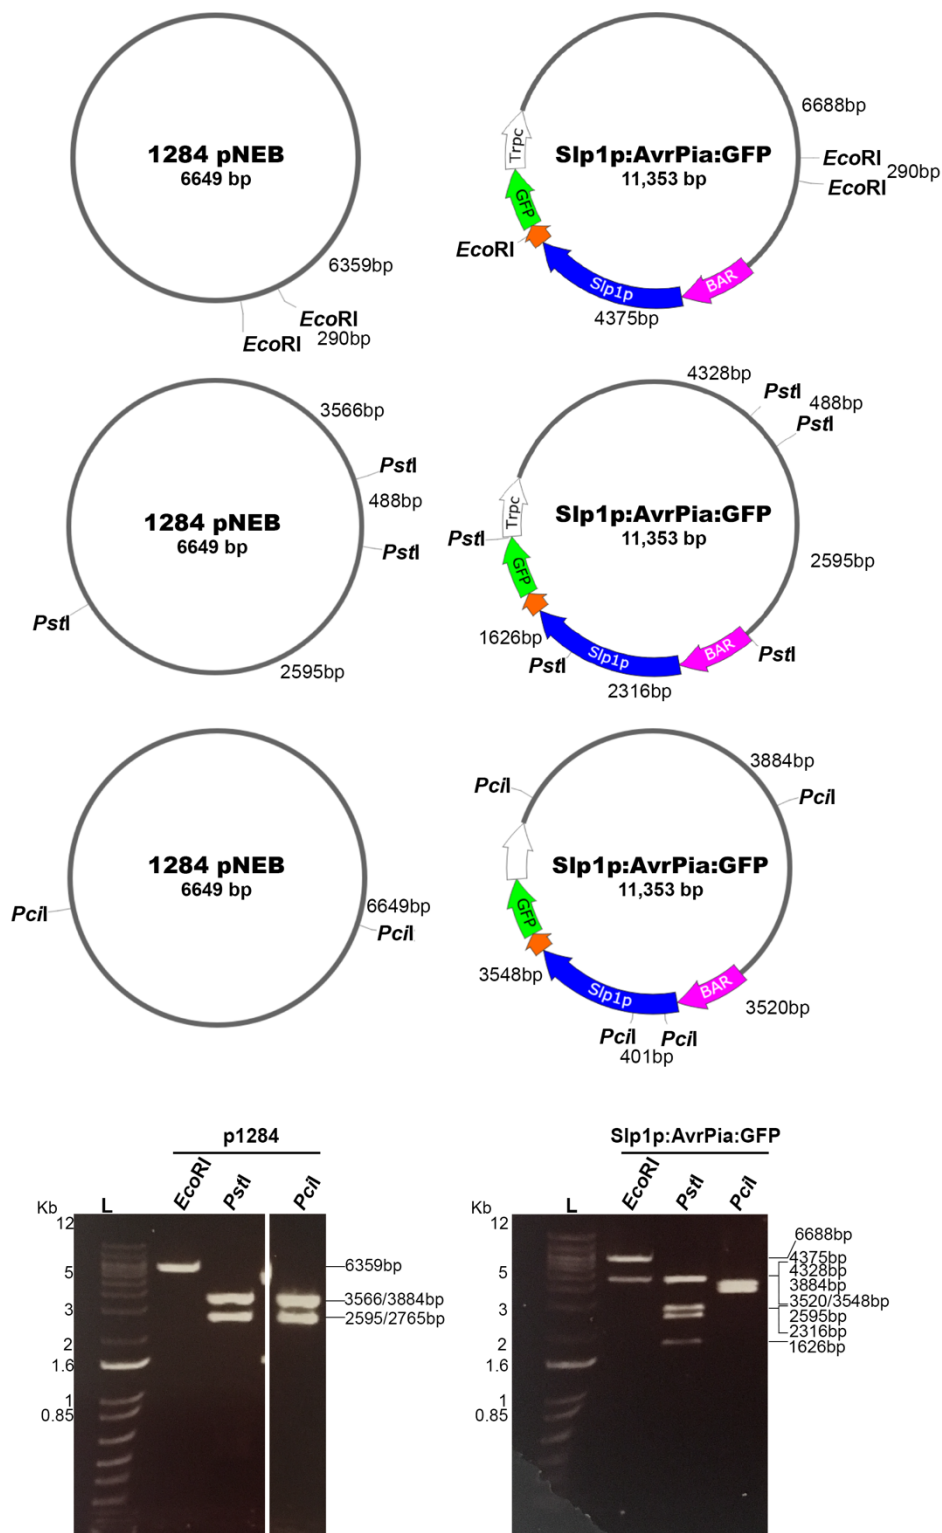 1284 pNEB
6649 bp
6359bp
EcoRI
EcoRI
290bp
Slp1p:AvrPia:GFP
11,353 bp
6688bp
EcoRI
290bp
EcoRI
Trpc
GFP
EcoRI
Slp1p
BAR
4375bp
1284 pNEB
6649 bp
3566bp
PstI
488bp
PstI
PstI
2595bp
Slp1p:AvrPia:GFP
11,353 bp
4328bp
PstI
488bp
PstI
Trpc
PstI
GFP
2595bp
1626bp
PstI
Slp1p
BAR
PstI
2316bp
1284 pNEB
6649 bp
PciI
6649bp
PciI
Slp1p:AvrPia:GFP
11,353 bp
3884bp
PciI
PciI
GFP
3548bp
Slp1p
BAR
3520bp
PciI
PciI
401bp
p1284
EcoRI
PstI
PciI
Kb
L
12
5
3
2
1.6
1
0.85
6359bp
3566/3884bp
2595/2765bp
Slp1p:AvrPia:GFP
EcoRI
PstI
PciI
Kb
L
12
5
3
2
1.6
1
0.85
6688bp
4375bp
4328bp
3884bp
3520/3548bp
2595bp
2316bp
1626bp